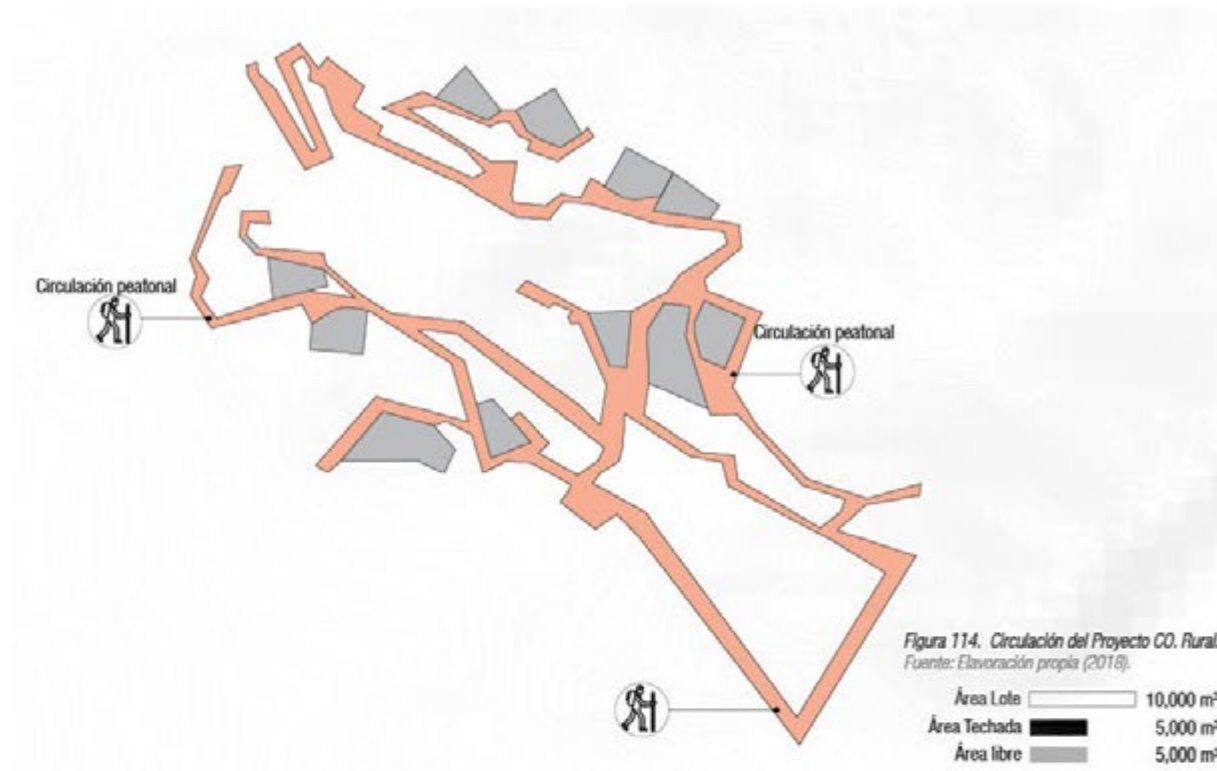 Circulación peatonal
Circulación peatonal
Figura 114. Circulación del Proyecto CO. Rural.
Fuente: Elavoración propia (2018).
Área Lote 10,000 m²
Área Techada 5,000 m²
Área libre 5,000 m²